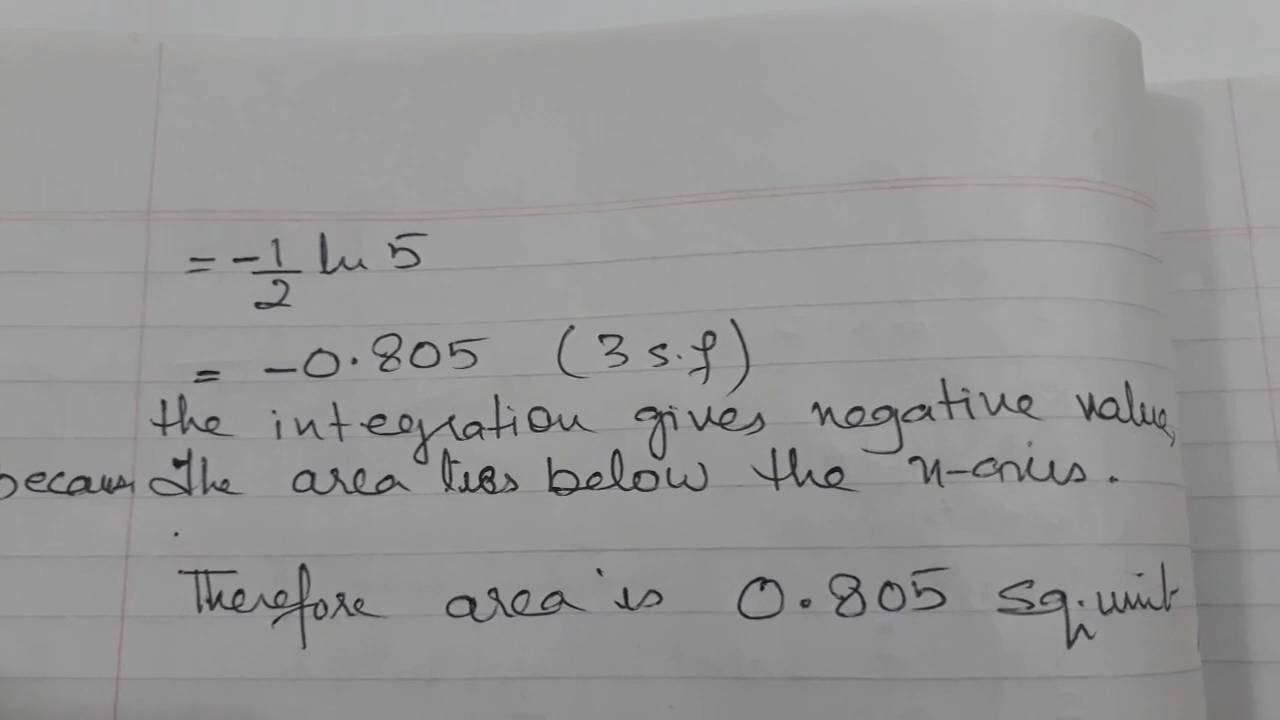 = -1/2 ln 5
= -0.805 (3 s.f)
the integration gives negative value,
because the area lies below the x-axis.
Therefore area is 0.805 sq. unit